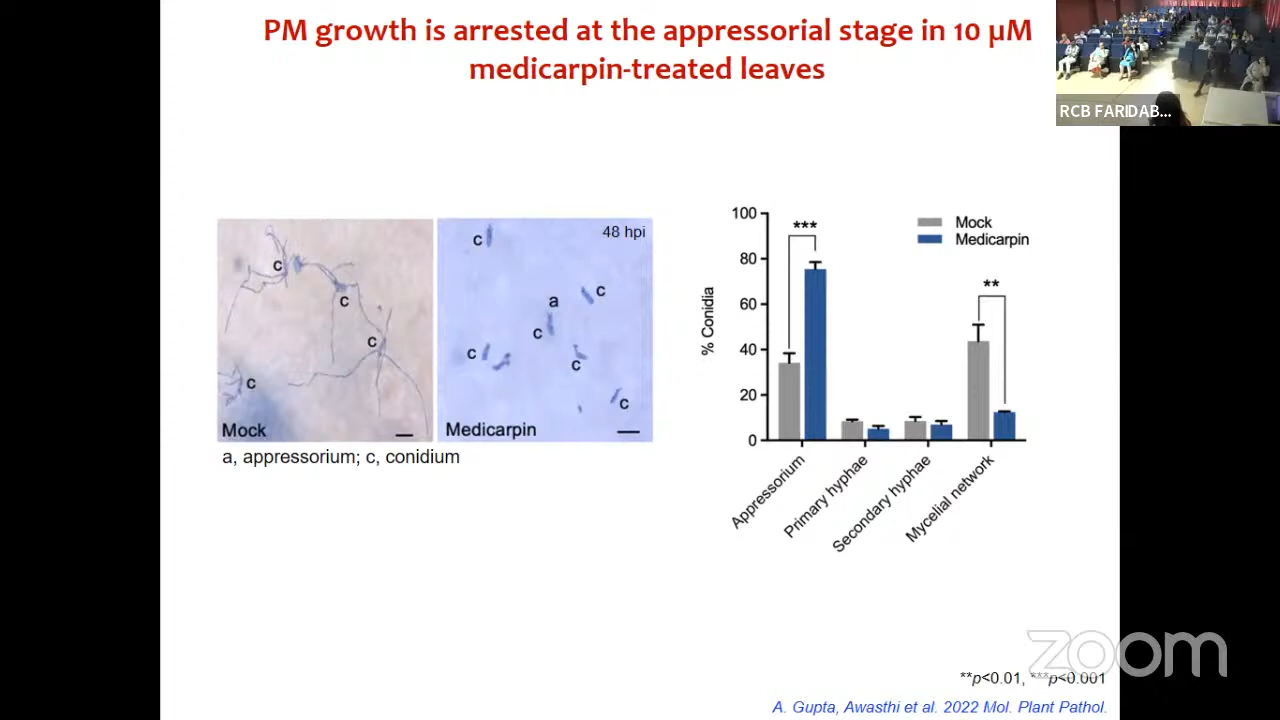 PM growth is arrested at the appressorial stage in 10 µM
medicarpin-treated leaves
RCB FARIDAB...
c
c
c
c
Mock
48 hpi
c
c
a
c
c
c
c
Medicarpin
a, appressorium; c, conidium
% Conidia
100
80
60
40
20
0
***
**
Mock
Medicarpin
Appressorium
Primary hyphae
Secondary hyphae
Mycelial network
zoom
**p<0.01, ***p<0.001
A. Gupta, Awasthi et al. 2022 Mol. Plant Pathol.